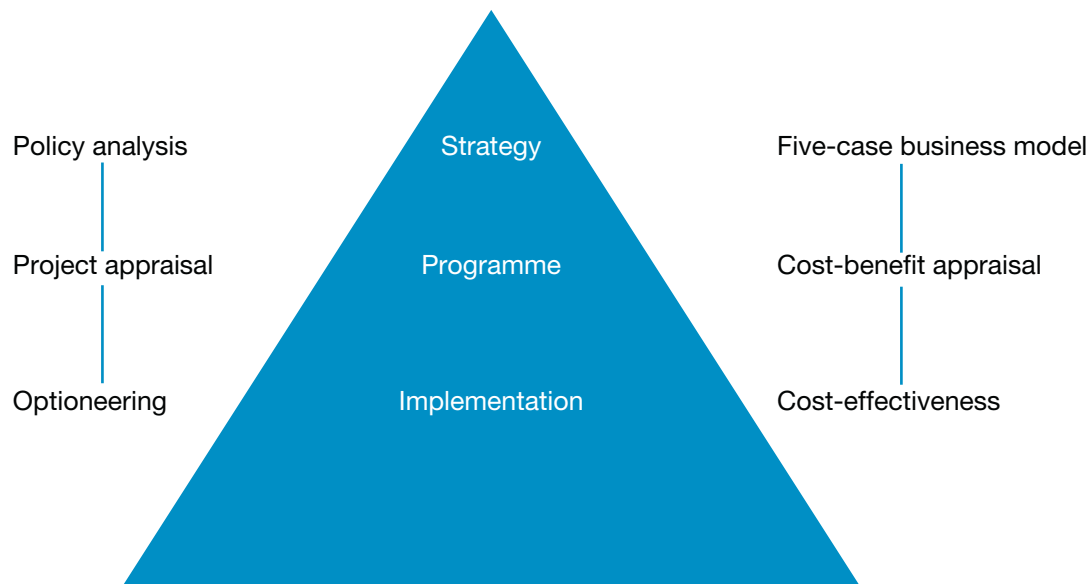 Policy analysis
Strategy
Five-case business model
Project appraisal
Programme
Cost-benefit appraisal
Optioneering
Implementation
Cost-effectiveness